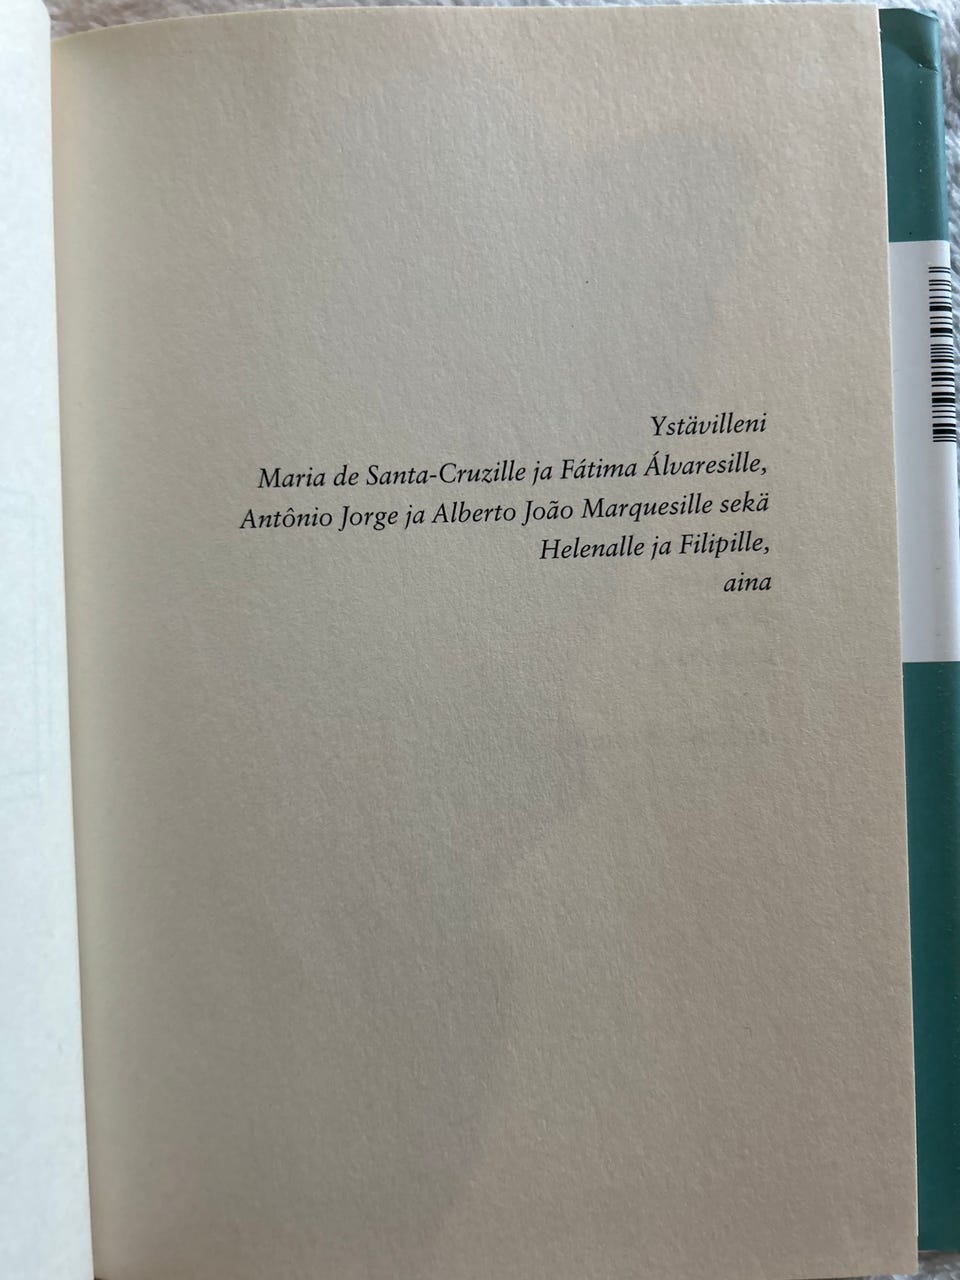 Ystävilleni
Maria de Santa-Cruzille ja Fátima Álvaresille,
Antônio Jorge ja Alberto João Marquesille sekä
Helenalle ja Filipille,
aina